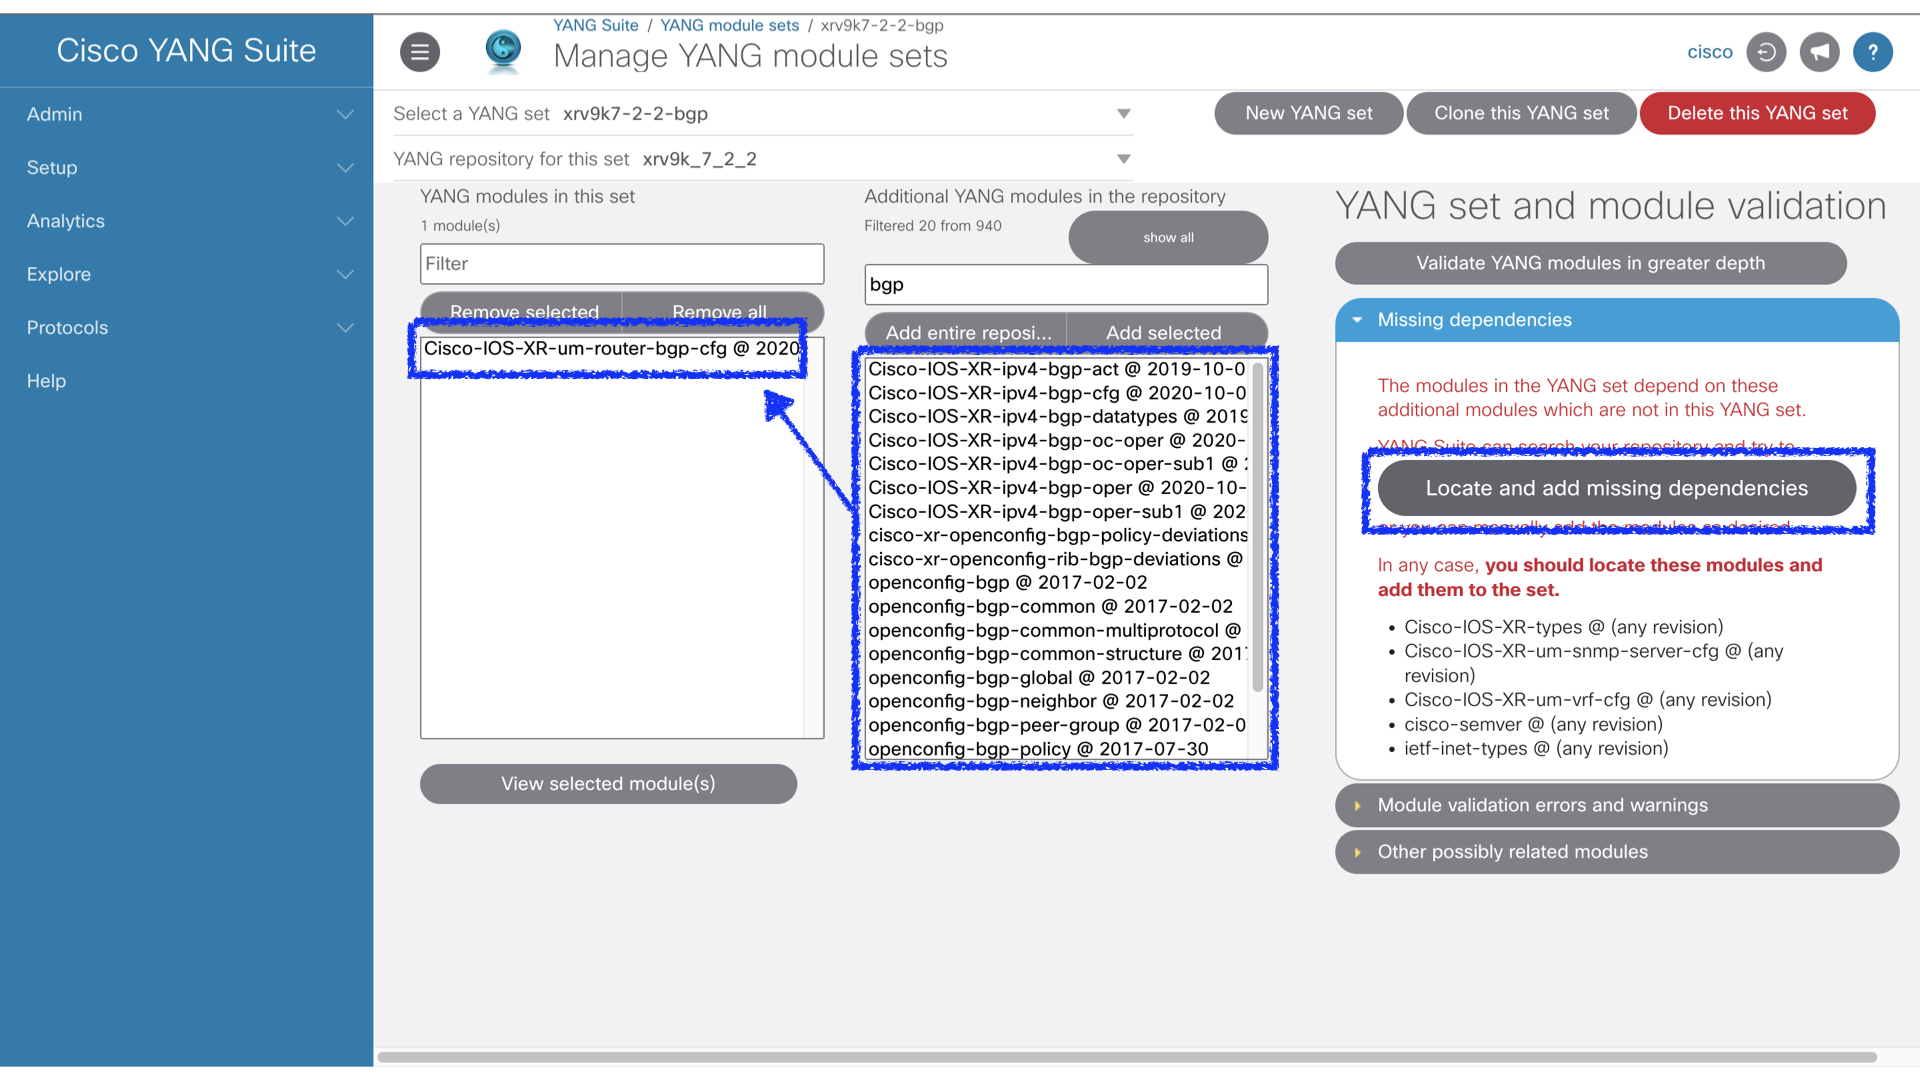 Cisco YANG Suite
Admin
Setup
Analytics
Explore
Protocols
Help
YANG Suite / YANG module sets / xrv9k7-2-2-bgp
Manage YANG module sets
cisco
?
Select a YANG set xrv9k7-2-2-bgp
New YANG set
Clone this YANG set
Delete this YANG set
YANG repository for this set xrv9k_7_2_2
YANG modules in this set
1 module(s)
Filter
Remove selected
Remove all
Cisco-IOS-XR-um-router-bgp-cfg @ 2020
View selected module(s)
Additional YANG modules in the repository
Filtered 20 from 940
show all
bgp
Add entire reposi...
Add selected
Cisco-IOS-XR-ipv4-bgp-act @ 2019-10-0
Cisco-IOS-XR-ipv4-bgp-cfg @ 2020-10-0
Cisco-IOS-XR-ipv4-bgp-datatypes @ 2019
Cisco-IOS-XR-ipv4-bgp-oc-oper @ 2020-
Cisco-IOS-XR-ipv4-bgp-oc-oper-sub1 @ 2
Cisco-IOS-XR-ipv4-bgp-oper @ 2020-10-
Cisco-IOS-XR-ipv4-bgp-oper-sub1 @ 202
cisco-xr-openconfig-bgp-policy-deviations
cisco-xr-openconfig-rib-bgp-deviations @
openconfig-bgp @ 2017-02-02
openconfig-bgp-common @ 2017-02-02
openconfig-bgp-common-multiprotocol @
openconfig-bgp-common-structure @ 2017
openconfig-bgp-global @ 2017-02-02
openconfig-bgp-neighbor @ 2017-02-02
openconfig-bgp-peer-group @ 2017-02-0
openconfig-bgp-policy @ 2017-07-30
YANG set and module validation
Validate YANG modules in greater depth
Missing dependencies
The modules in the YANG set depend on these
additional modules which are not in this YANG set.
YANG Suite can search your repository and try to
Locate and add missing dependencies
or you can manually add the modules as desired.
In any case, you should locate these modules and
add them to the set.
• Cisco-IOS-XR-types @ (any revision)
• Cisco-IOS-XR-um-snmp-server-cfg @ (any
revision)
• Cisco-IOS-XR-um-vrf-cfg @ (any revision)
• cisco-semver @ (any revision)
• ietf-inet-types @ (any revision)
Module validation errors and warnings
Other possibly related modules